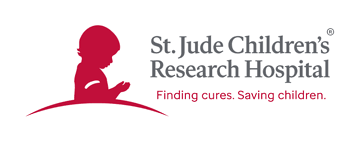 St. Jude Children's®
Research Hospital
Finding cures. Saving children.